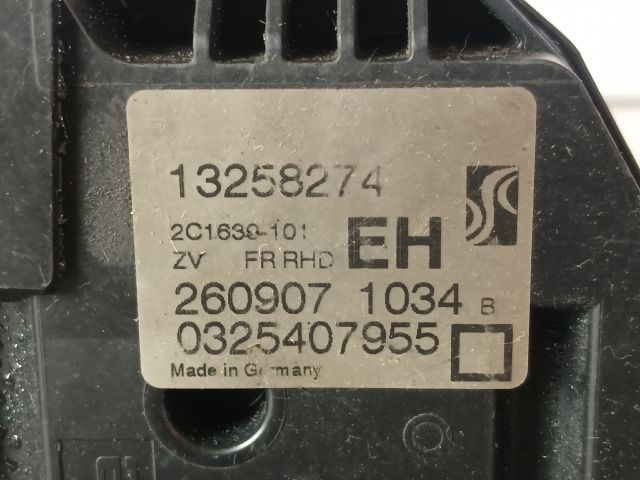 13258274
2C1639-101
ZV FR RHD EH
260907 1034 B
0325407955
Made in Germany